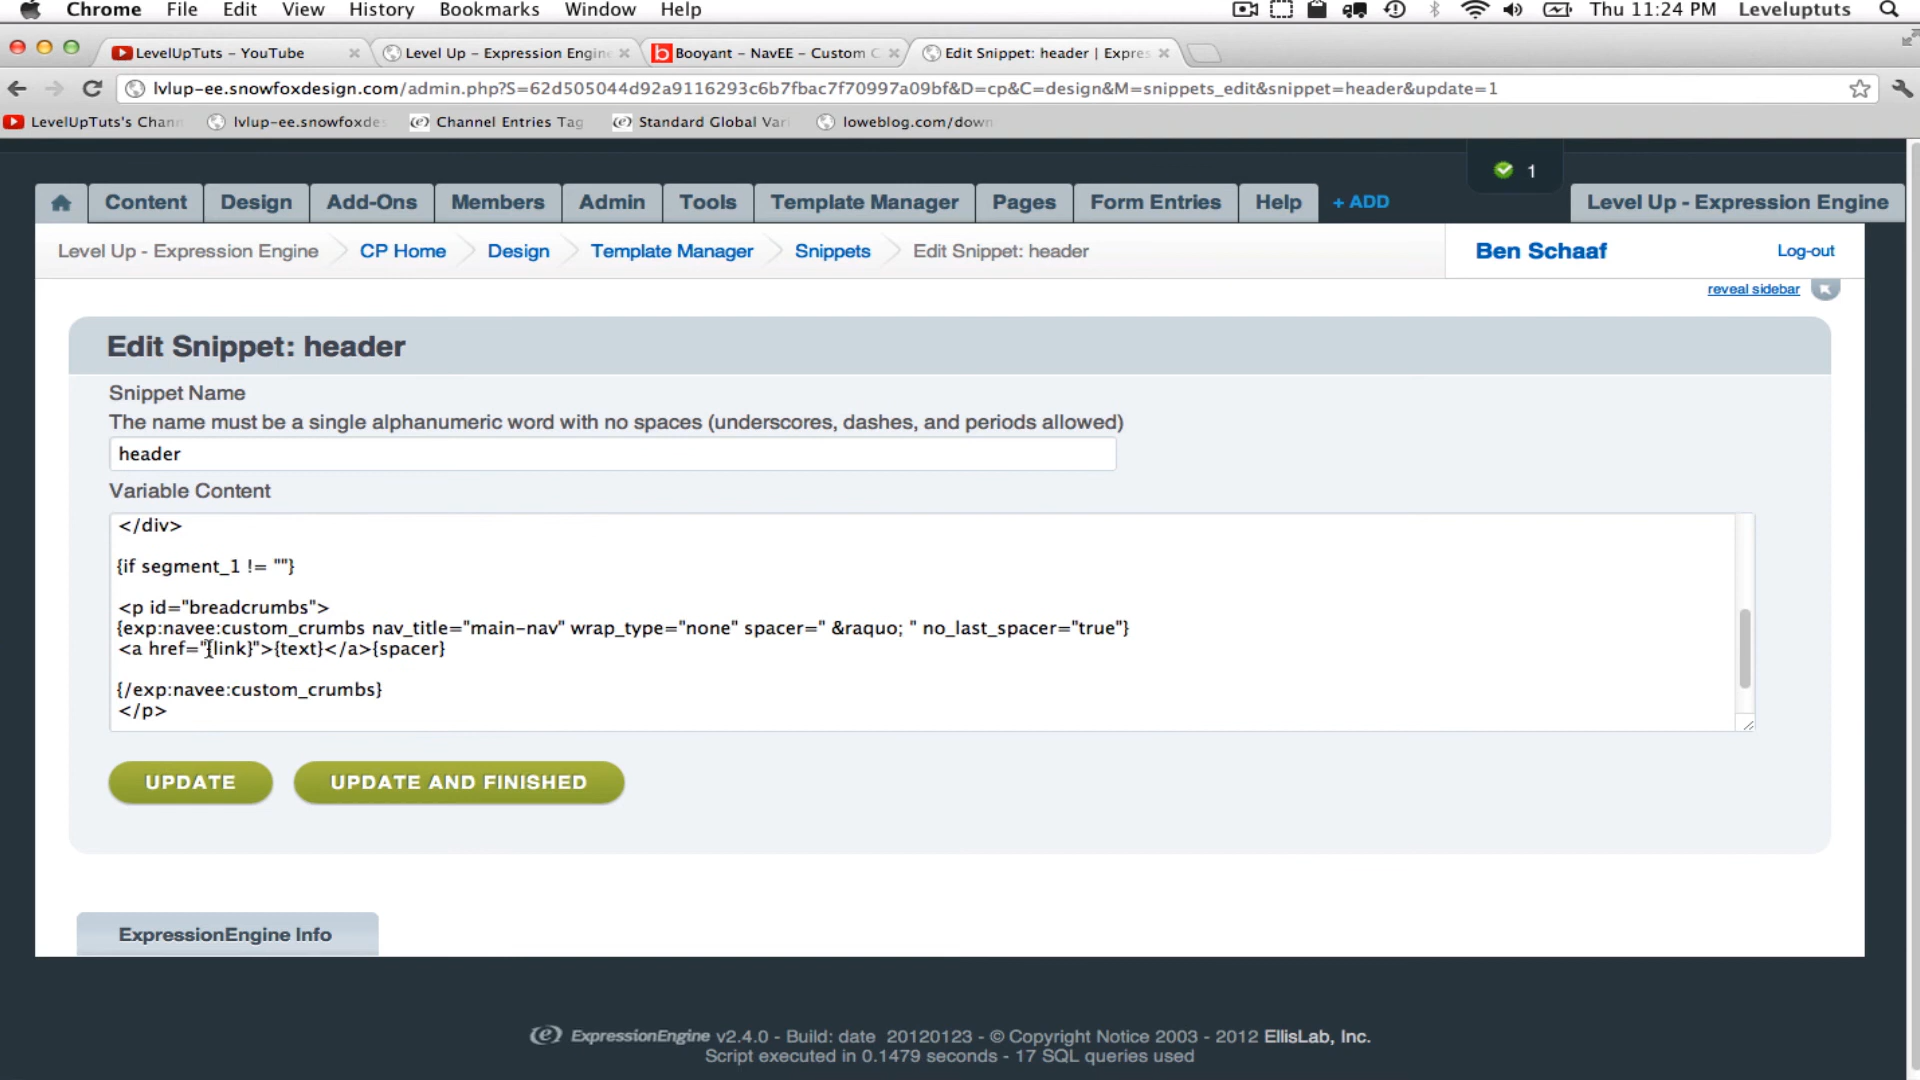 Chrome File Edit View History Bookmarks Window Help Thu 11:24 PM Leveluptuts
LevelUpTuts - YouTube Level Up - Expression Engine Booyant - NavEE - Custom C Edit Snippet: header | Expres
lvlup-ee.snowfoxdesign.com/admin.php?S=62d505044d92a9116293c6b7fbac7f70997a09bf&D=cp&C=design&M=snippets_edit&snippet=header&update=1
LevelUpTuts's Chan lvlup-ee.snowfoxde Channel Entries Tag Standard Global Var loweblog.com/down
1
Content Design Add-Ons Members Admin Tools Template Manager Pages Form Entries Help + ADD Level Up - Expression Engine
Level Up - Expression Engine CP Home Design Template Manager Snippets Edit Snippet: header Ben Schaaf Log-out
reveal sidebar
Edit Snippet: header
Snippet Name
The name must be a single alphanumeric word with no spaces (underscores, dashes, and periods allowed)
header
Variable Content
</div>
{if segment_1 != ""}
<p id="breadcrumbs">
{exp:navee:custom_crumbs nav_title="main-nav" wrap_type="none" spacer=" &raquo; " no_last_spacer="true"}
<a href="{link}">{text}</a>{spacer}
{/exp:navee:custom_crumbs}
</p>
UPDATE UPDATE AND FINISHED
ExpressionEngine Info
ExpressionEngine v2.4.0 - Build: date 20120123 - © Copyright Notice 2003 - 2012 EllisLab, Inc.
Script executed in 0.1479 seconds - 17 SQL queries used